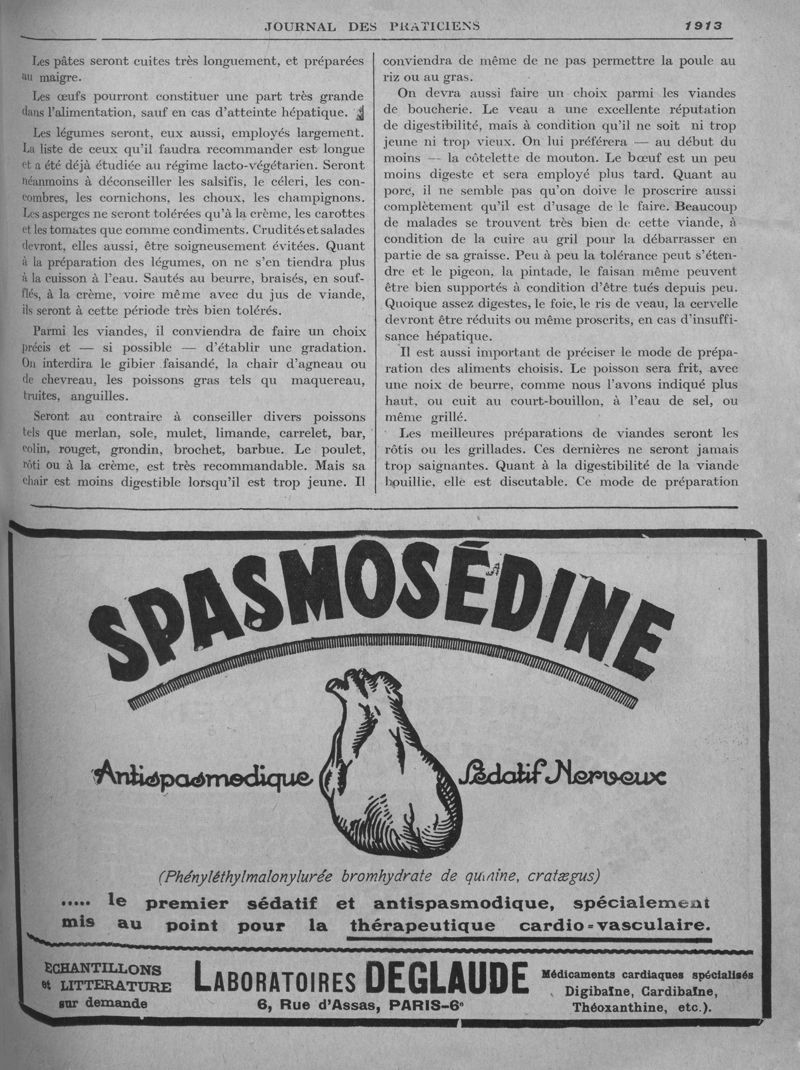 JOURNAL DES PRATICIENS 1913
Les pâtes seront cuites très longuement, et préparées
au maigre.
Les œufs pourront constituer une part très grande
dans l'alimentation, sauf en cas d'atteinte hépatique.
Les légumes seront, eux aussi, employés largement.
La liste de ceux qu'il faudra recommander est longue
et a été déjà étudiée au régime lacto-végétarien. Seront
néanmoins à déconseiller les salsifis, le céleri, les con-
combres, les cornichons, les choux, les champignons.
Les asperges ne seront tolérées qu'à la crème, les carottes
et les tomates que comme condiments. Crudités et salades
devront, elles aussi, être soigneusement évitées. Quant
à la préparation des légumes, on ne s'en tiendra plus
à la cuisson à l'eau. Sautés au beurre, braisés, en souf-
flés, à la crème, voire même avec du jus de viande,
ils seront à cette période très bien tolérés.
Parmi les viandes, il conviendra de faire un choix
précis et — si possible — d'établir une gradation.
On interdira le gibier faisandé, la chair d'agneau ou
de chevreau, les poissons gras tels qu maquereau,
truites, anguilles.
Seront au contraire à conseiller divers poissons
tels que merlan, sole, mulet, limande, carrelet, bar,
colin, rouget, grondin, brochet, barbue. Le poulet,
rôti ou à la crème, est très recommandable. Mais sa
chair est moins digestible lorsqu'il est trop jeune. Il
conviendra de même de ne pas permettre la poule au
riz ou au gras.
On devra aussi faire un choix parmi les viandes
de boucherie. Le veau a une excellente réputation
de digestibilité, mais à condition qu'il ne soit ni trop
jeune ni trop vieux. On lui préférera — au début du
moins — la côtelette de mouton. Le bœuf est un peu
moins digeste et sera employé plus tard. Quant au
porc, il ne semble pas qu'on doive le proscrire aussi
complètement qu'il est d'usage de le faire. Beaucoup
de malades se trouvent très bien de cette viande, à
condition de la cuire au gril pour la débarrasser en
partie de sa graisse. Peu à peu la tolérance peut s'éten-
dre et le pigeon, la pintade, le faisan même peuvent
être bien supportés à condition d'être tués depuis peu.
Quoique assez digestes, le foie, le ris de veau, la cervelle
devront être réduits ou même proscrits, en cas d'insuffi-
sance hépatique.
Il est aussi important de préciser le mode de prépa-
ration des aliments choisis. Le poisson sera frit, avec
une noix de beurre, comme nous l'avons indiqué plus
haut, ou cuit au court-bouillon, à l'eau de sel, ou
même grillé.
Les meilleures préparations de viandes seront les
rôtis ou les grillades. Ces dernières ne seront jamais
trop saignantes. Quant à la digestibilité de la viande
bouillie, elle est discutable. Ce mode de préparation
SPASMOSÉDINE
Antispasmodique Sédatif Nerveux
(Phényléthylmalonylurée bromhydrate de quinine, cratægus)
..... le premier sédatif et antispasmodique, spécialement
mis au point pour la thérapeutique cardio-vasculaire.
ECHANTILLONS
et LITTERATURE
sur demande
LABORATOIRES DEGLAUDE
6, Rue d'Assas, PARIS-6e
Médicaments cardiaques spécialisés
Digibaïne, Cardibaïne,
Théoxanthine, etc.).